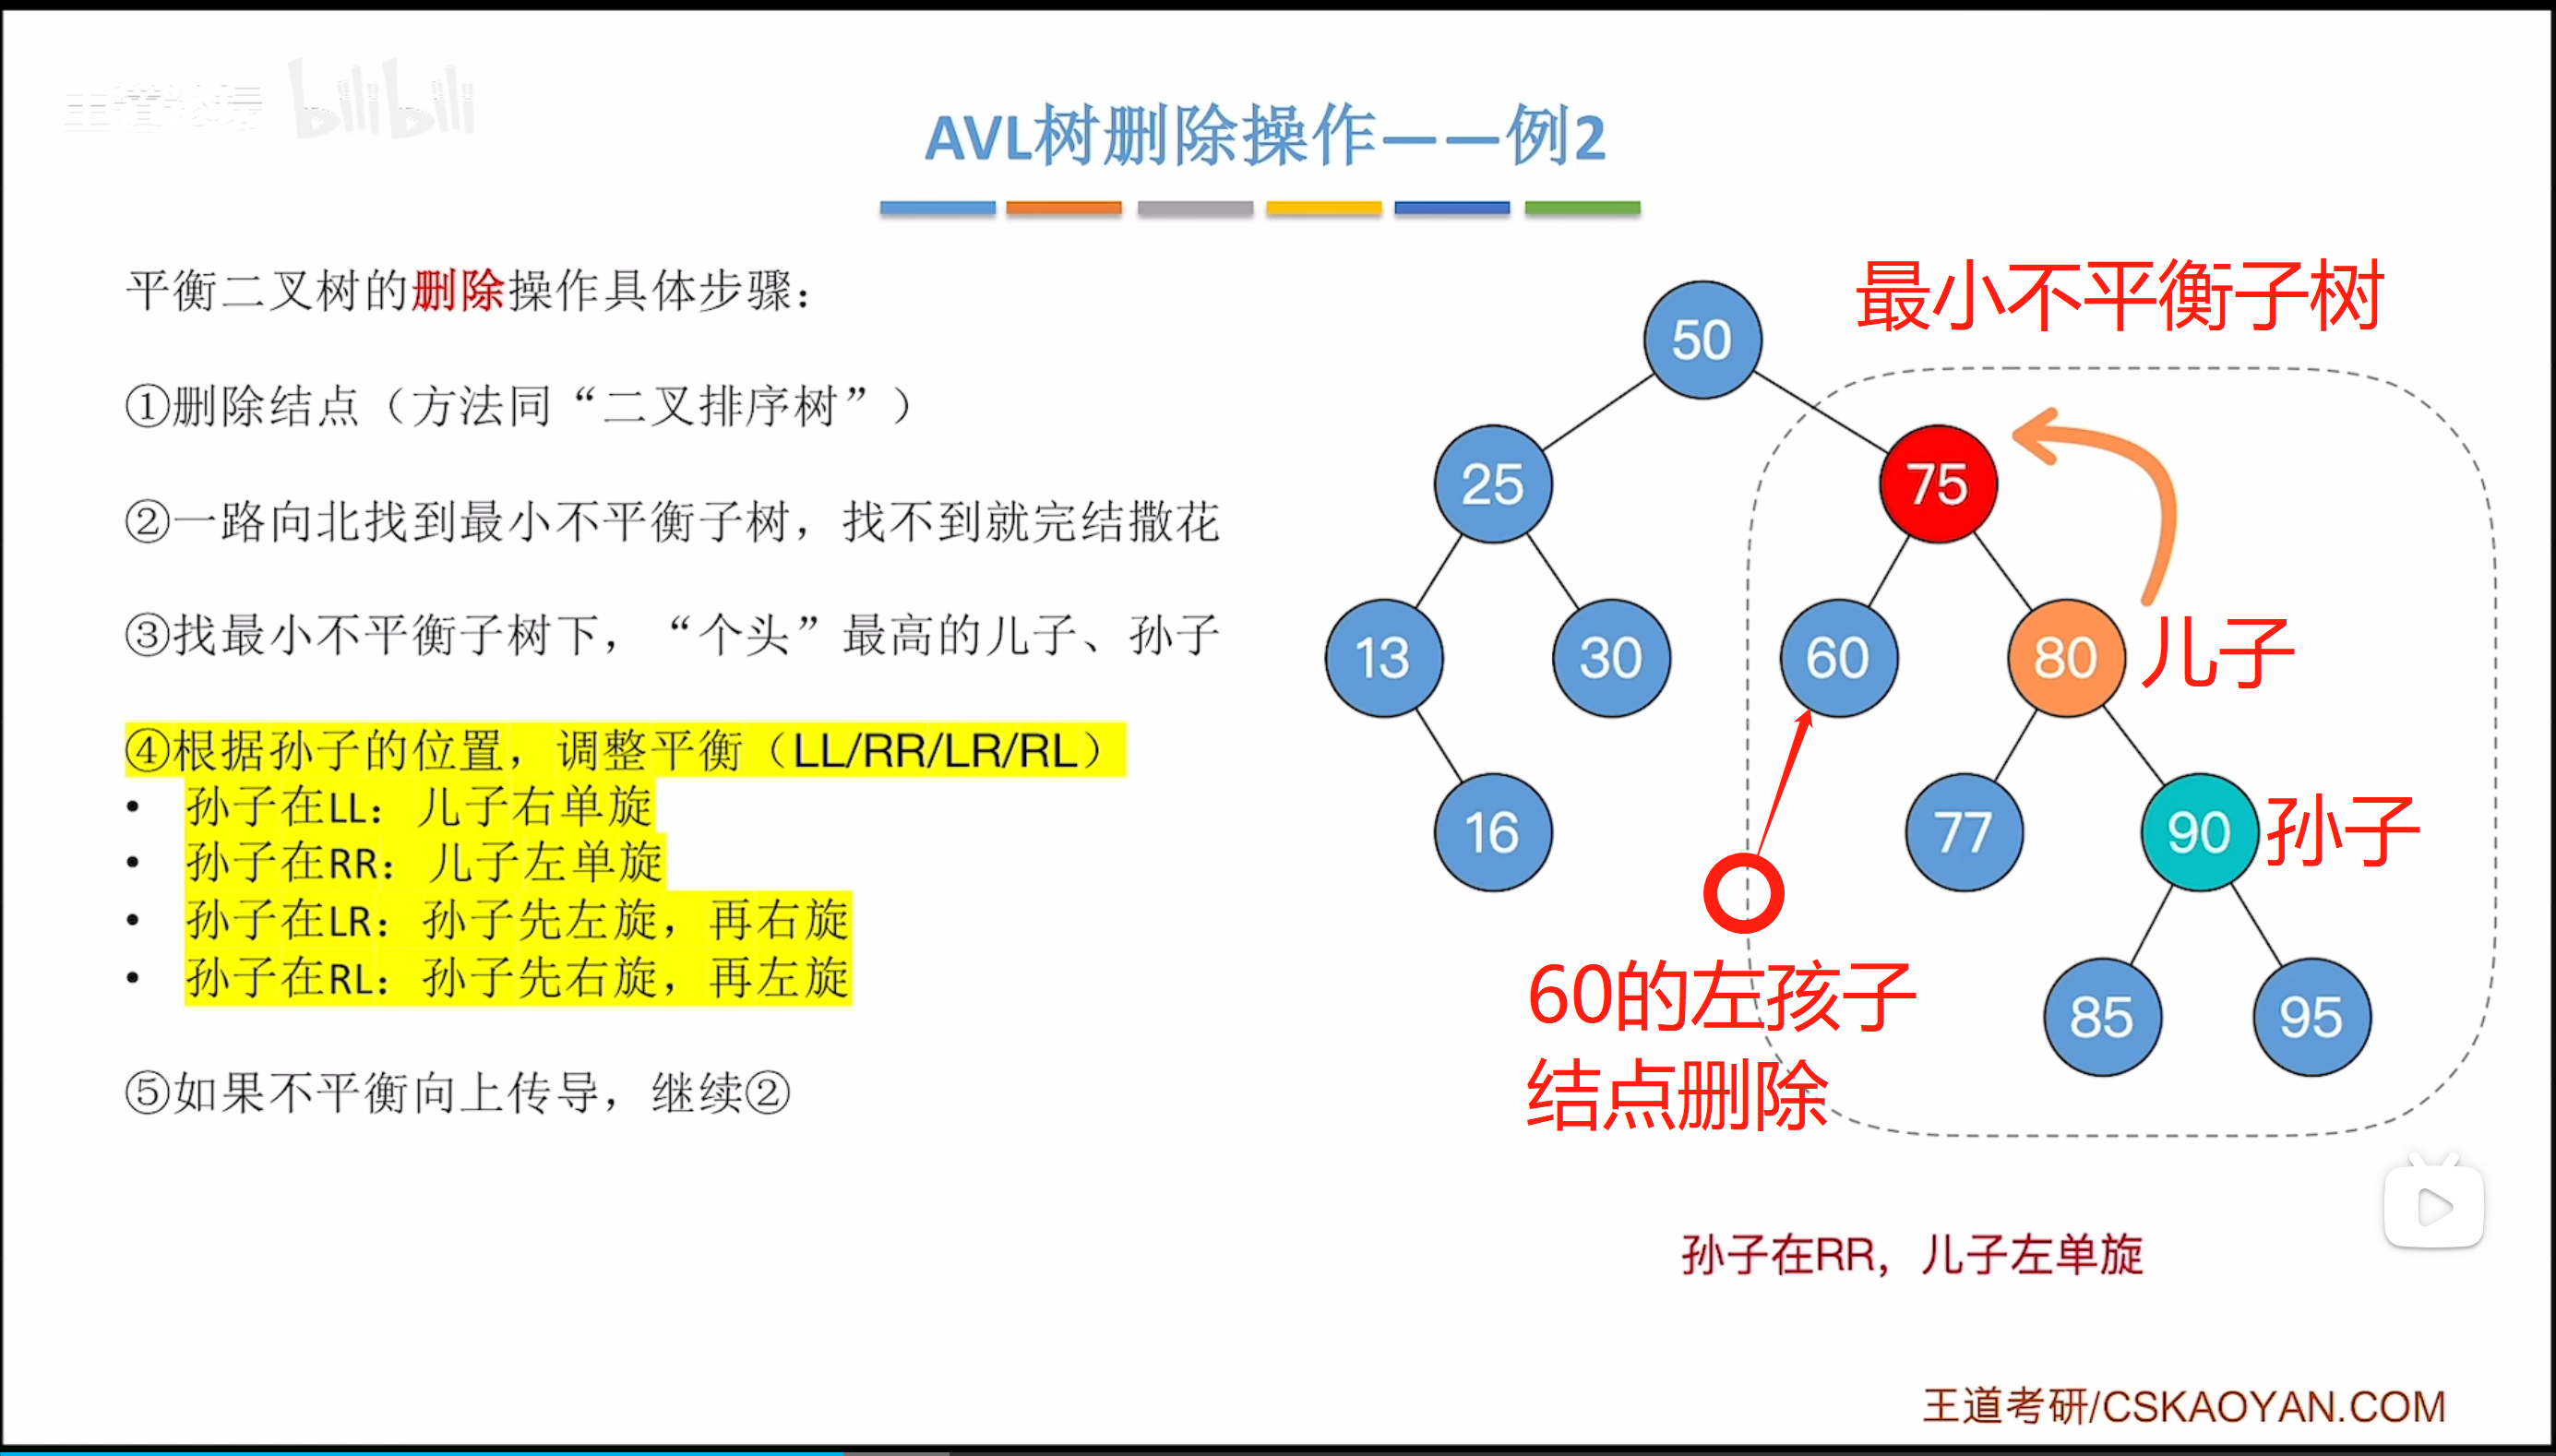 王道论坛 bilibili
AVL树删除操作——例2
平衡二叉树的删除操作具体步骤：
①删除结点（方法同“二叉排序树”）
②一路向北找到最小不平衡子树，找不到就完结撒花
③找最小不平衡子树下，“个头”最高的儿子、孙子
④根据孙子的位置，调整平衡（LL/RR/LR/RL）
• 孙子在LL：儿子右单旋
• 孙子在RR：儿子左单旋
• 孙子在LR：孙子先左旋，再右旋
• 孙子在RL：孙子先右旋，再左旋
⑤如果不平衡向上传导，继续②
最小不平衡子树
50
25
75
13
30
60
80
儿子
16
77
90
孙子
85
95
60的左孩子
结点删除
孙子在RR，儿子左单旋
王道考研/CSKAOYAN.COM